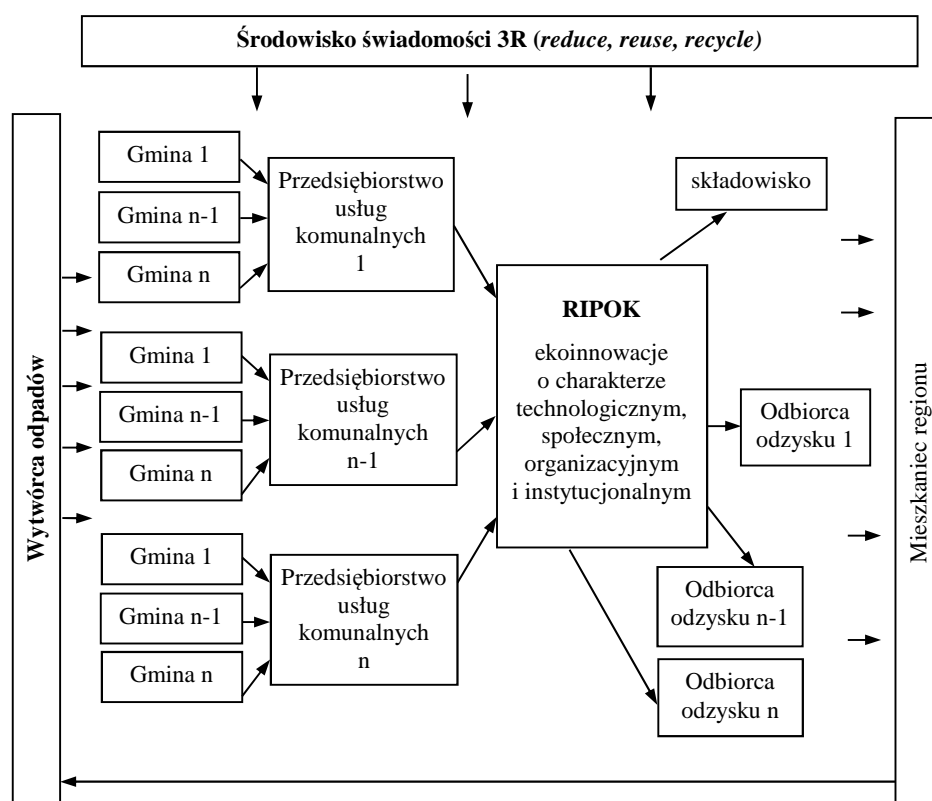 Środowisko świadomości 3R (reduce, reuse, recycle)
Wytwórca odpadów
Gmina 1
Gmina n-1
Gmina n
Przedsiębiorstwo
usług
komunalnych
1
Gmina 1
Gmina n-1
Gmina n
Przedsiębiorstwo
usług
komunalnych
n-1
Gmina 1
Gmina n-1
Gmina n
Przedsiębiorstwo
usług
komunalnych
n
RIPOK
ekoinnowacje
o charakterze
technologicznym,
społecznym,
organizacyjnym
i instytucjonalnym
składowisko
Odbiorca
odzysku 1
Odbiorca
odzysku n-1
Odbiorca
odzysku n
Mieszkaniec regionu